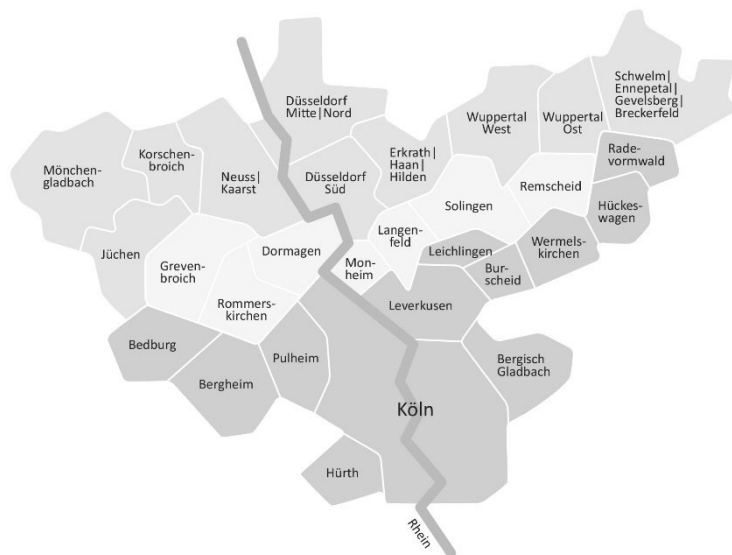 Schwelm|
Ennepetal|
Gevelsberg|
Breckerfeld
Düsseldorf
Mitte|Nord
Wuppertal
West
Wuppertal
Ost
Korschen-
broich
Mönchen-
gladbach
Neuss|
Kaarst
Düsseldorf
Süd
Erkrath|
Haan|
Hilden
Rade-
vormwald
Remscheid
Solingen
Hückes-
wagen
Jüchen
Dormagen
Langen-
feld
Leichlingen
Wermels-
kirchen
Greven-
broich
Mon-
heim
Bur-
scheid
Rommers-
kirchen
Leverkusen
Bedburg
Pulheim
Bergisch
Gladbach
Bergheim
Köln
Hürth
Rhein